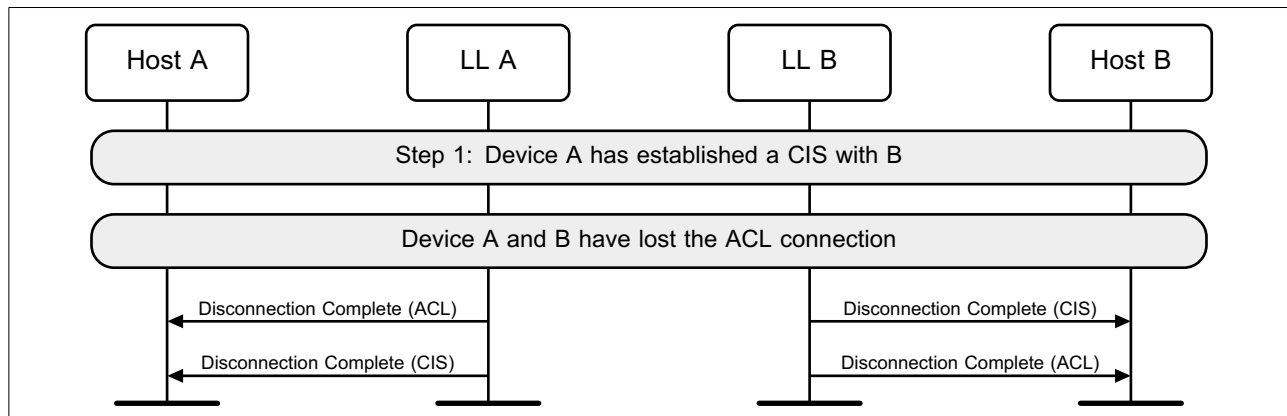 Host A
LL A
LL B
Host B
Step 1: Device A has established a CIS with B
Device A and B have lost the ACL connection
Disconnection Complete (ACL)
Disconnection Complete (CIS)
Disconnection Complete (CIS)
Disconnection Complete (ACL)